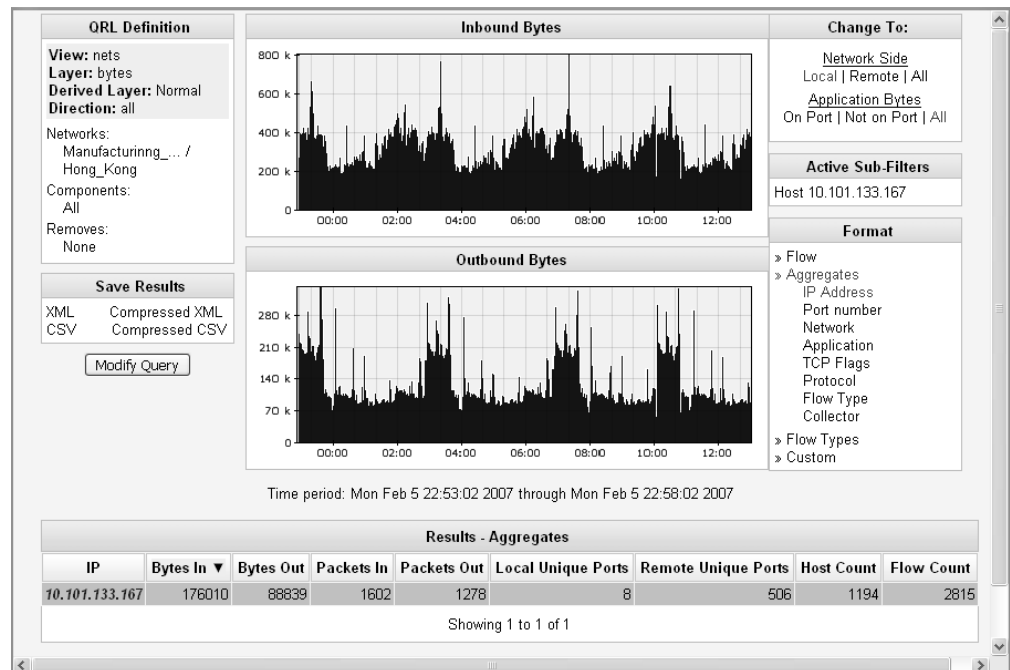 QRL Definition
View: nets
Layer: bytes
Derived Layer: Normal
Direction: all
Networks:
Manufacturinng_... /
Hong_Kong
Components:
All
Removes:
None
Save Results
XML Compressed XML
CSV Compressed CSV
Modify Query
Inbound Bytes
800 k
600 k
400 k
200 k
0
00:00 02:00 04:00 06:00 08:00 10:00 12:00
Outbound Bytes
280 k
210 k
140 k
70 k
0
00:00 02:00 04:00 06:00 08:00 10:00 12:00
Change To:
Network Side
Local | Remote | All
Application Bytes
On Port | Not on Port | All
Active Sub-Filters
Host 10.101.133.167
Format
» Flow
» Aggregates
IP Address
Port number
Network
Application
TCP Flags
Protocol
Flow Type
Collector
» Flow Types
» Custom
Time period: Mon Feb 5 22:53:02 2007 through Mon Feb 5 22:58:02 2007
Results - Aggregates
IP Bytes In ▼ Bytes Out Packets In Packets Out Local Unique Ports Remote Unique Ports Host Count Flow Count
10.101.133.167 176010 88839 1602 1278 8 506 1194 2815
Showing 1 to 1 of 1